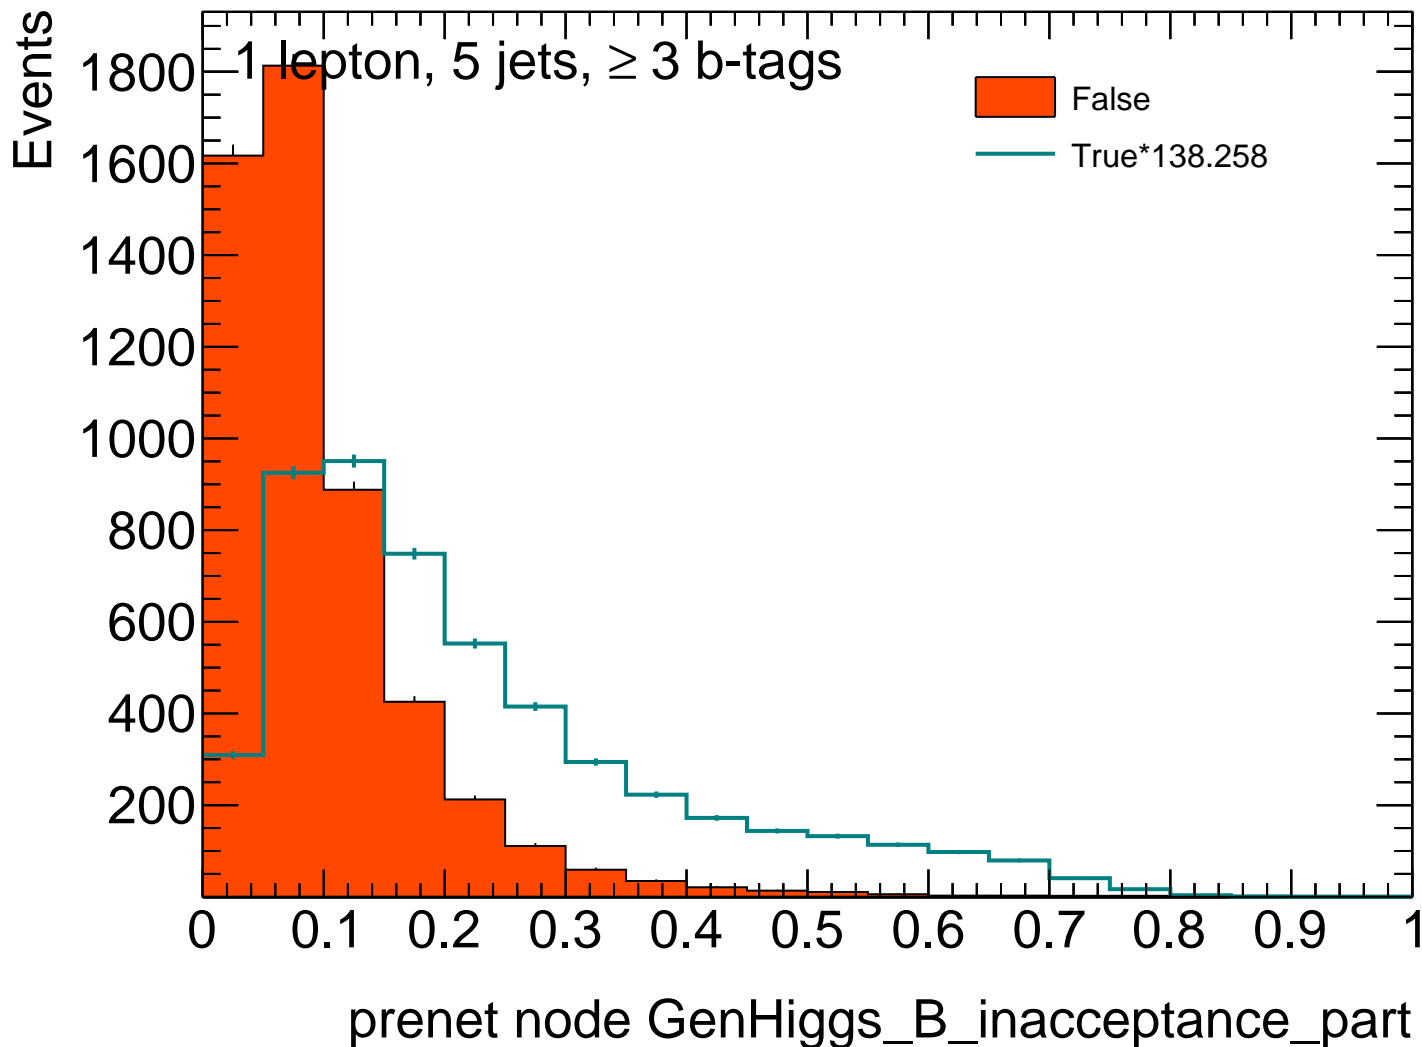 Events
1 lepton, 5 jets, ≥ 3 b-tags
False
True*138.258
1800
1600
1400
1200
1000
800
600
400
200
0 0.1 0.2 0.3 0.4 0.5 0.6 0.7 0.8 0.9 1
prenet node GenHiggs_B_inacceptance_part